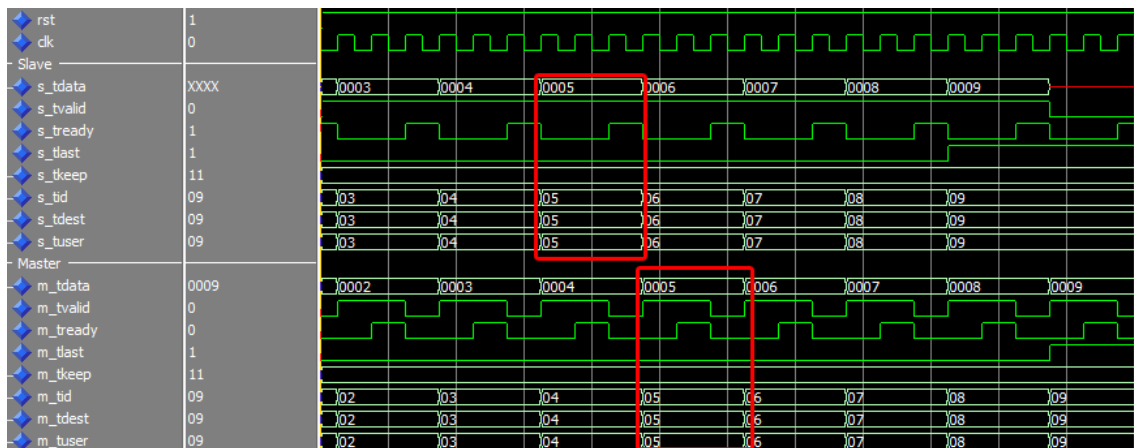 rst 1
clk 0
Slave
s_tdata XXXX 0003 0004 0005 0006 0007 0008 0009
s_tvalid 0
s_tready 1
s_tlast 1
s_tkeep 11
s_tid 09 03 04 05 06 07 08 09
s_tdest 09 03 04 05 06 07 08 09
s_tuser 09 03 04 05 06 07 08 09
Master
m_tdata 0009 0002 0003 0004 0005 0006 0007 0008 0009
m_tvalid 0
m_tready 0
m_tlast 1
m_tkeep 11
m_tid 09 02 03 04 05 06 07 08 09
m_tdest 09 02 03 04 05 06 07 08 09
m_tuser 09 02 03 04 05 06 07 08 09